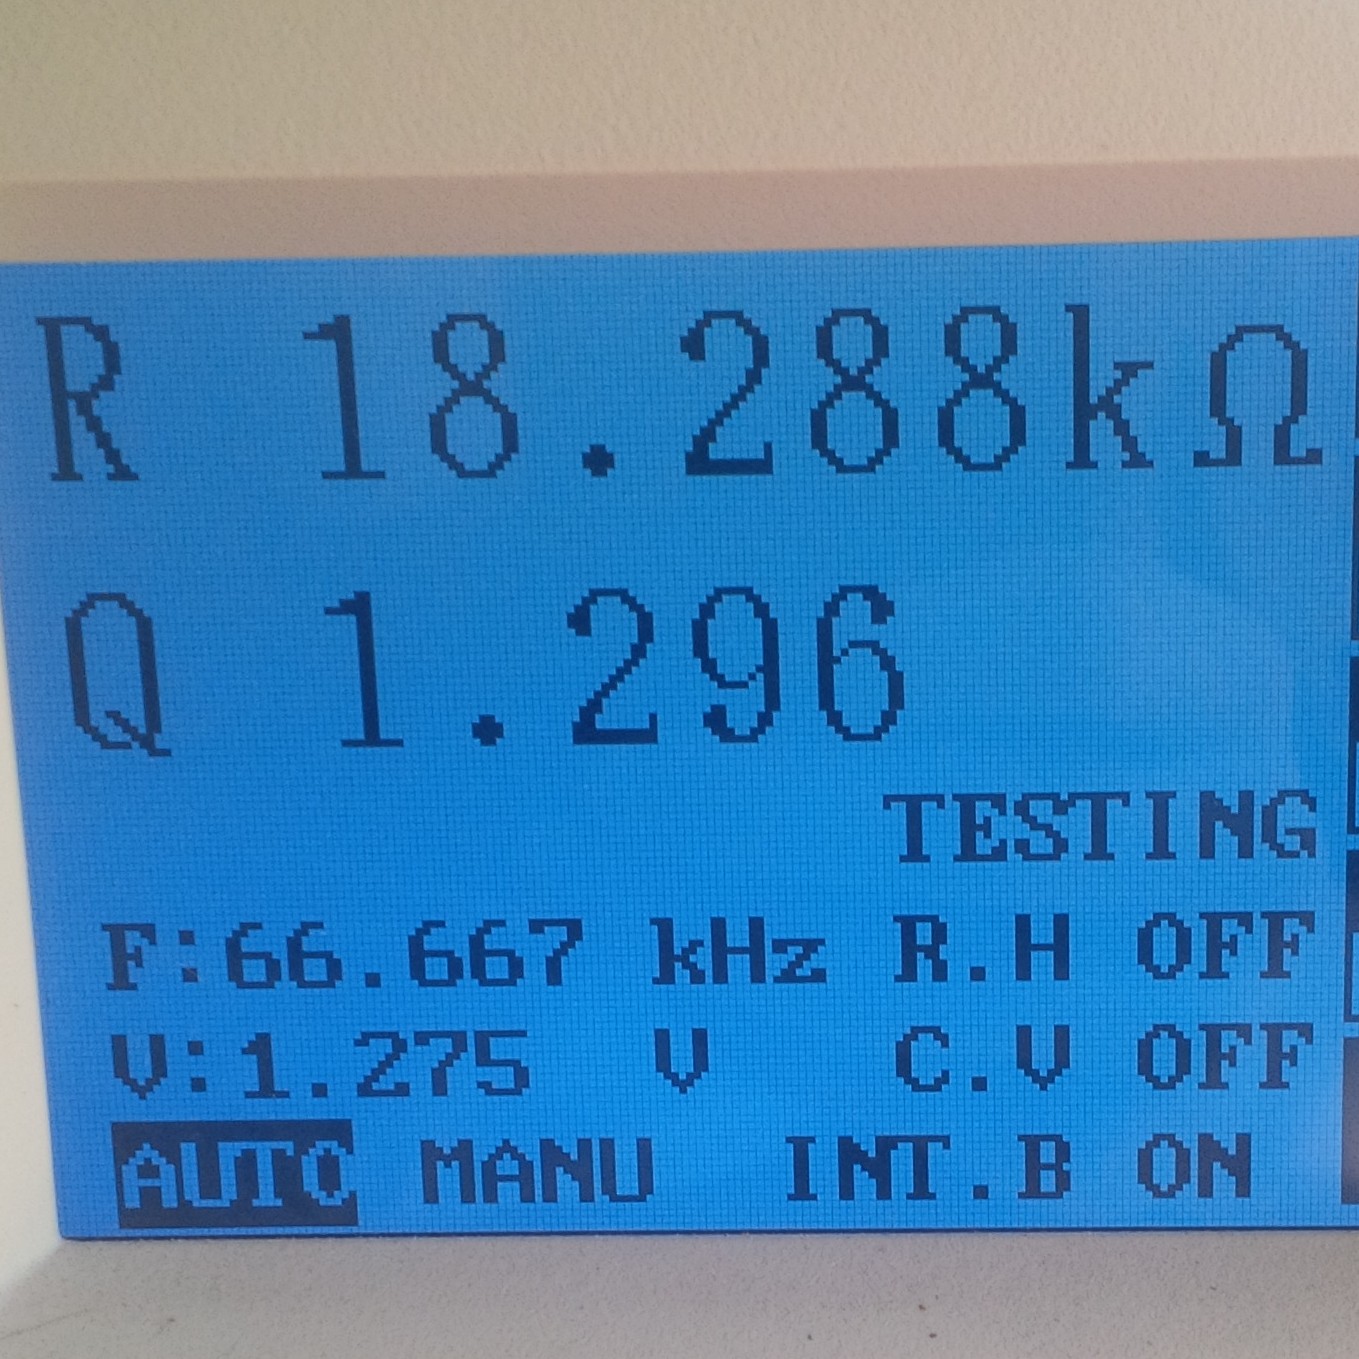 R 18.288kΩ
Q 1.296
TESTING
F:66.667 kHz R.H OFF
V:1.275 V C.V OFF
AUTO MANU INT.B ON